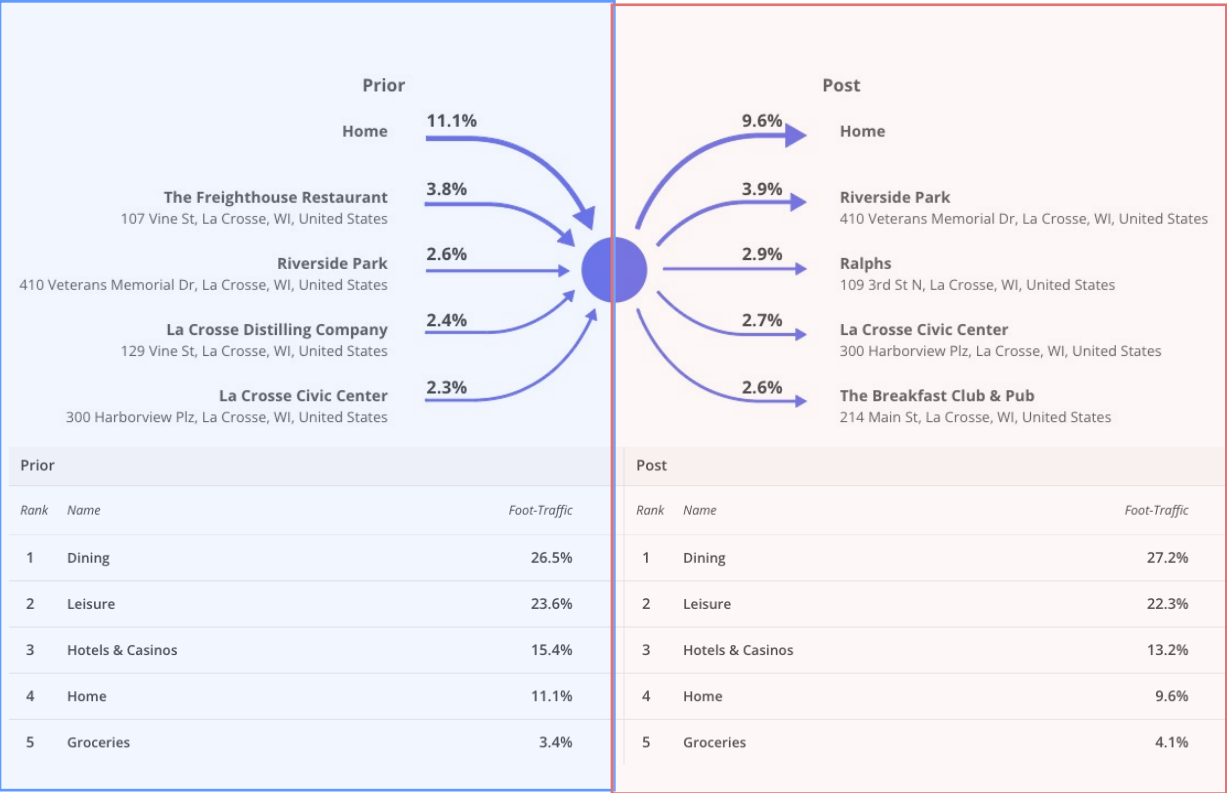 Prior
Home
11.1%
The Freighthouse Restaurant
107 Vine St, La Crosse, WI, United States
3.8%
Riverside Park
410 Veterans Memorial Dr, La Crosse, WI, United States
2.6%
La Crosse Distilling Company
129 Vine St, La Crosse, WI, United States
2.4%
La Crosse Civic Center
300 Harborview Plz, La Crosse, WI, United States
2.3%
Post
9.6%
Home
3.9%
Riverside Park
410 Veterans Memorial Dr, La Crosse, WI, United States
2.9%
Ralphs
109 3rd St N, La Crosse, WI, United States
2.7%
La Crosse Civic Center
300 Harborview Plz, La Crosse, WI, United States
2.6%
The Breakfast Club & Pub
214 Main St, La Crosse, WI, United States
Prior
Rank Name Foot-Traffic
1 Dining 26.5%
2 Leisure 23.6%
3 Hotels & Casinos 15.4%
4 Home 11.1%
5 Groceries 3.4%
Post
Rank Name Foot-Traffic
1 Dining 27.2%
2 Leisure 22.3%
3 Hotels & Casinos 13.2%
4 Home 9.6%
5 Groceries 4.1%